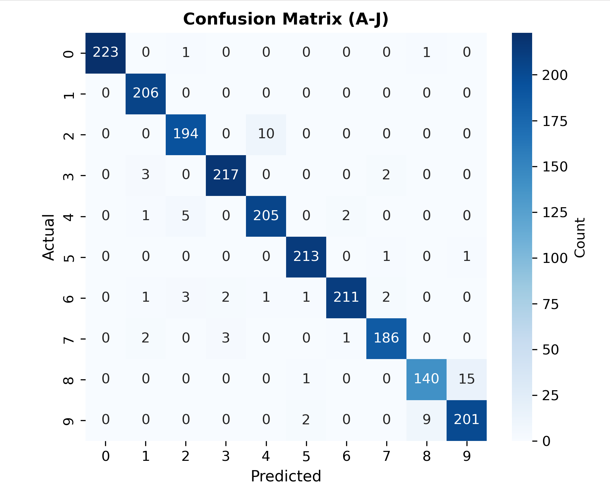 Confusion Matrix (A-J)
0 223 0 1 0 0 0 0 0 1 0
1 0 206 0 0 0 0 0 0 0 0
2 0 0 194 0 10 0 0 0 0 0
3 0 3 0 217 0 0 0 2 0 0
4 0 1 5 0 205 0 2 0 0 0
5 0 0 0 0 0 213 0 1 0 1
6 0 1 3 2 1 1 211 2 0 0
7 0 2 0 3 0 0 1 186 0 0
8 0 0 0 0 0 1 0 0 140 15
9 0 0 0 0 0 2 0 0 9 201
0 1 2 3 4 5 6 7 8 9
Predicted
Actual
200
175
150
125
100
75
50
25
0
Count